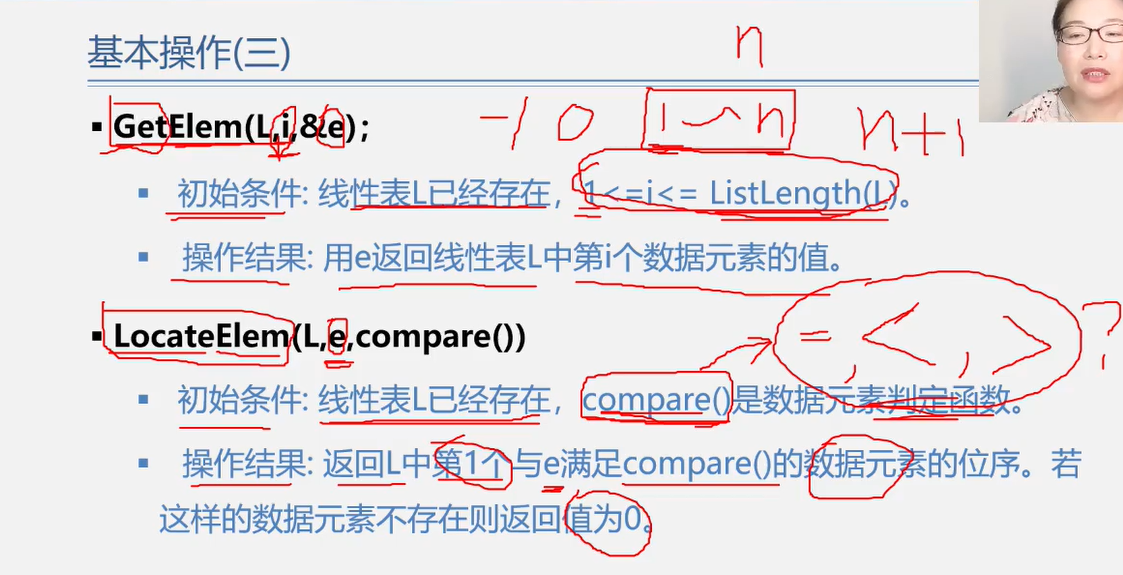 基本操作(三)
n
GetElem(L,i,&e);
-1 0 1~n n+1
初始条件: 线性表L已经存在，1<=i<= ListLength(L)。
操作结果: 用e返回线性表L中第i个数据元素的值。
LocateElem(L,e,compare())
= , < , > ?
初始条件: 线性表L已经存在，compare()是数据元素判定函数。
操作结果: 返回L中第1个与e满足compare()的数据元素的位序。若
这样的数据元素不存在则返回值为0。